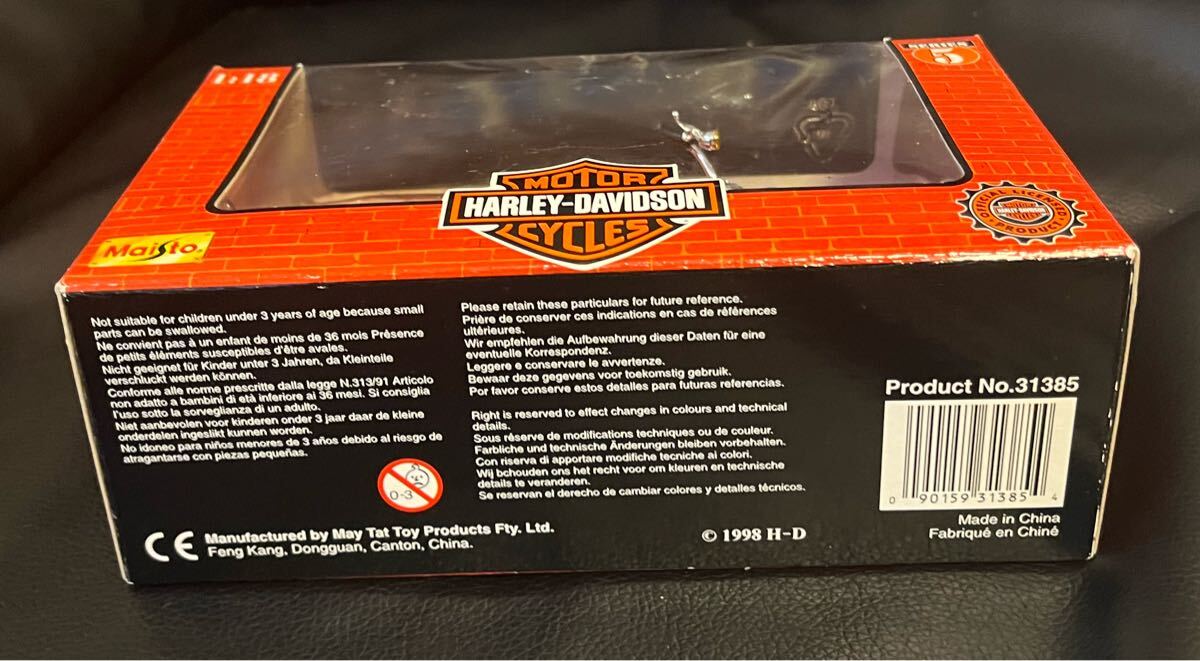 1:18
SERIES
5
MOTOR
HARLEY-DAVIDSON
CYCLES
OFFICIAL LICENSED
HARLEY-DAVIDSON
PRODUCT
Maisto
Not suitable for children under 3 years of age because small
parts can be swallowed.
Ne convient pas à un enfant de moins de 36 mois Présence
de petits éléments susceptibles d'être avales.
Nicht geeignet für Kinder unter 3 Jahren, da Kleinteile
verschluckt werden können.
Conforme alle norme prescritte dalla legge N.313/91 Articolo
non adatto a bambini di età inferiore ai 36 mesi. Si consiglia
l'uso sotto la sorveglianza di un adulto.
Niet aanbevolen voor kinderen onder 3 jaar daar de kleine
onderdelen ingeslikt kunnen worden.
No idoneo para niños menores de 3 años debido al riesgo de
atragantarse con piezas pequeñas.
0-3
CE
Manufactured by May Tat Toy Products Fty. Ltd.
Feng Kang, Dongguan, Canton, China.
Please retain these particulars for future reference.
Prière de conserver ces indications en cas de références
ultérieures.
Wir empfehlen die Aufbewahrung dieser Daten für eine
eventuelle Korrespondenz.
Leggere e conservare le avvertenze.
Bewaar deze gegevens voor toekomstig gebruik.
Por favor conserve estos detalles para futuras referencias.
Right is reserved to effect changes in colours and technical
details.
Sous réserve de modifications techniques ou de couleur.
Farbliche und technische Änderungen bleiben vorbehalten.
Con riserva di apportare modifiche tecniche ai colori.
Wij bchouden ons het recht voor om kleuren en technische
details te veranderen.
Se reservan el derecho de cambiar colores y detalles técnicos.
© 1998 H-D
Product No.31385
0 90159 31385 4
Made in China
Fabriqué en Chiné